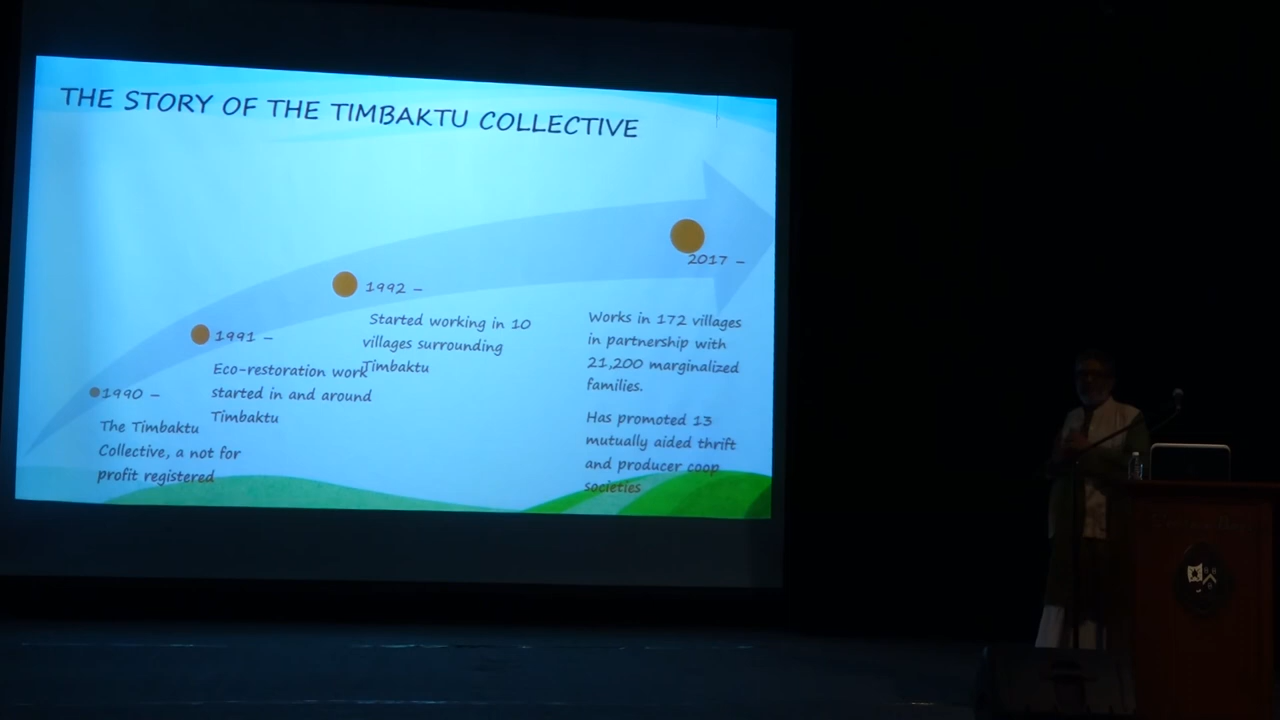 THE STORY OF THE TIMBAKTU COLLECTIVE
1990 –
The Timbaktu
Collective, a not for
profit registered
1991 –
Eco-restoration work
started in and around
Timbaktu
1992 –
Started working in 10
villages surrounding
Timbaktu
2017 –
Works in 172 villages
in partnership with
21,200 marginalized
families.
Has promoted 13
mutually aided thrift
and producer coop
societies